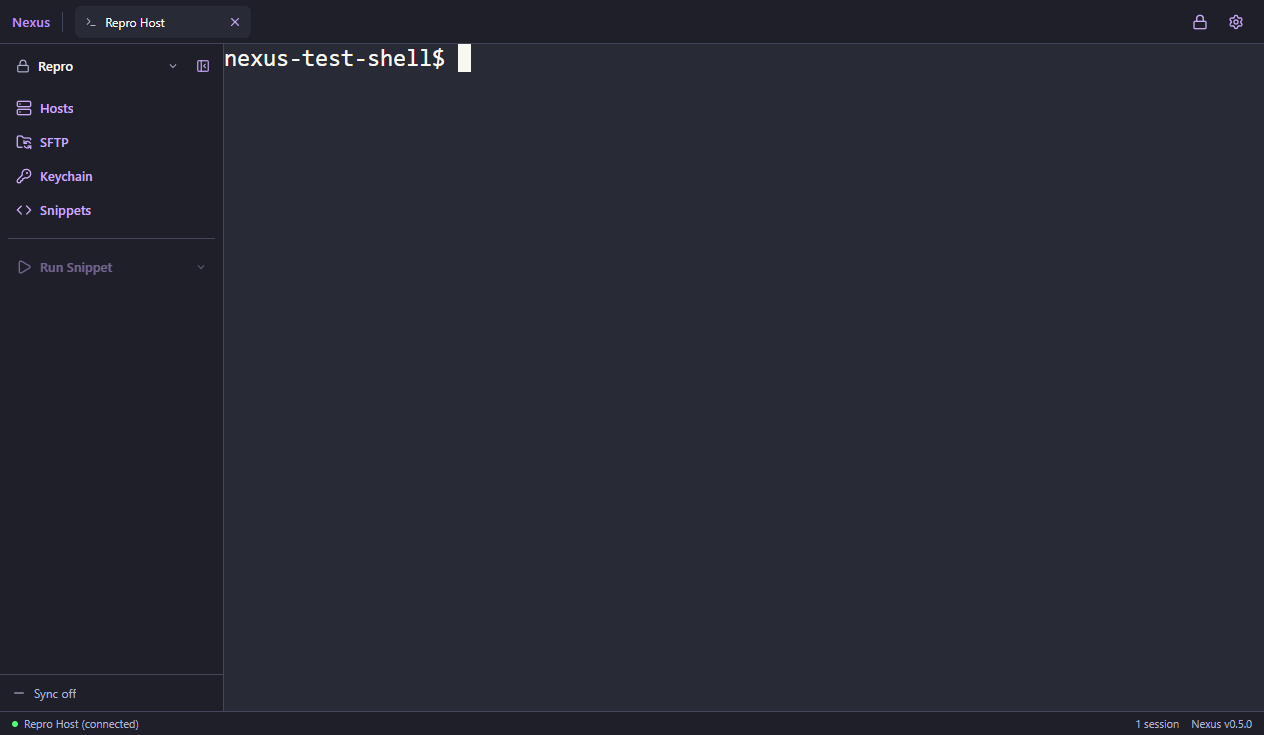 Nexus
Repro Host
Repro
nexus-test-shell$
Hosts
SFTP
Keychain
Snippets
Run Snippet
Sync off
Repro Host (connected)
1 session
Nexus v0.5.0